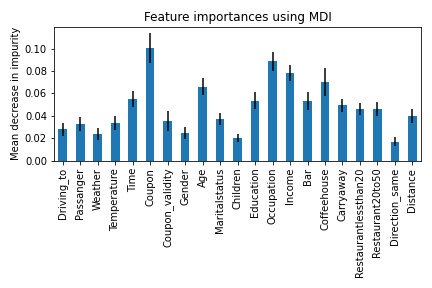 Feature importances using MDI
Mean decrease in impurity
0.10
0.08
0.06
0.04
0.02
0.00
Driving_to
Passanger
Weather
Temperature
Time
Coupon
Coupon_validity
Gender
Age
Maritalstatus
Children
Education
Occupation
Income
Bar
Coffeehouse
Carryaway
Restaurantlessthan20
Restaurant20to50
Direction_same
Distance